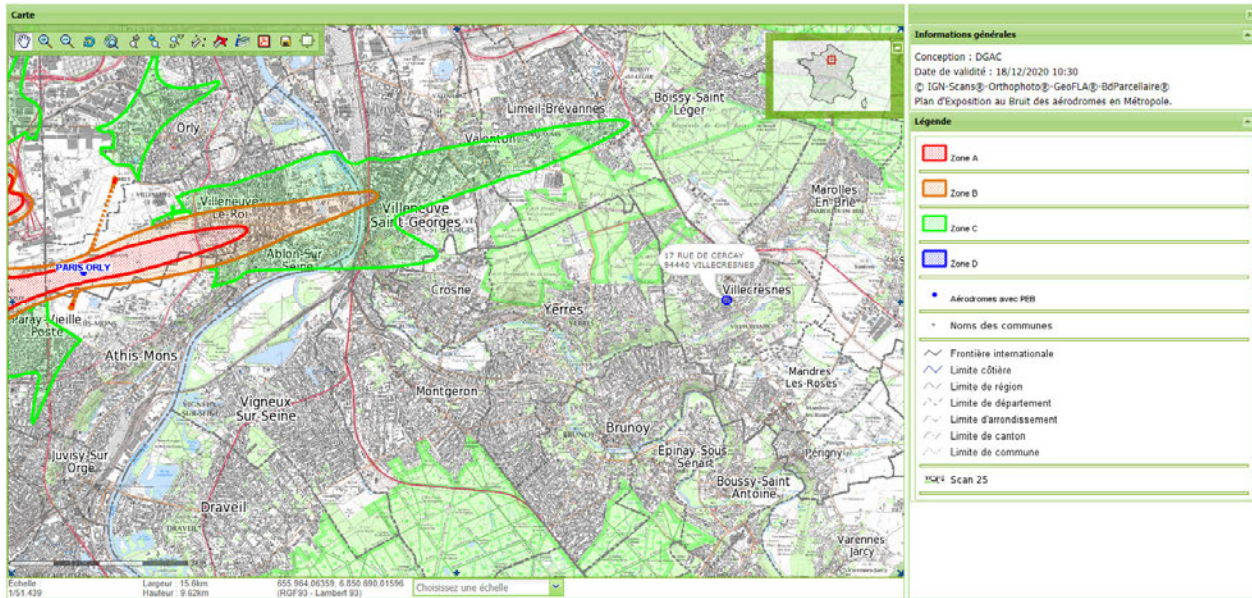 Carte
Orly
Limeil-Brévannes
Boissy-Saint
Léger
Valenton
Marolles
En-Brie
Villeneuve
Le-Roi
Villeneuve
Saint-Georges
PARIS ORLY
Ablon-Sur
Seine
17 RUE DE CERCAY
94440 VILLECRESNES
Villecresnes
Crosne
Yerres
Paray-Vieille
Poste
Athis-Mons
Mandres
Les-Roses
Montgeron
Vigneux
Sur-Seine
Brunoy
Juvisy-Sur
Orge
Epinay-Sous
Sénart
Périgny
Boussy-Saint
Antoine
Draveil
DRAVEIL
Varennes
Jarcy
Echelle :
1/51.439
Largeur : 15.6km
Hauteur : 9.62km
655 964.06359, 6 850 690.01596
(RGF93 - Lambert 93)
Choisissez une échelle
Informations générales
Conception : DGAC
Date de validité : 18/12/2020 10:30
© IGN-Scans®-Orthophoto®-GeoFLA®-BdParcellaire®
Plan d'Exposition au Bruit des aérodromes en Métropole.
Légende
Zone A
Zone B
Zone C
Zone D
Aérodromes avec PEB
Noms des communes
Frontière internationale
Limite côtière
Limite de région
Limite de département
Limite d'arrondissement
Limite de canton
Limite de commune
Scan 25